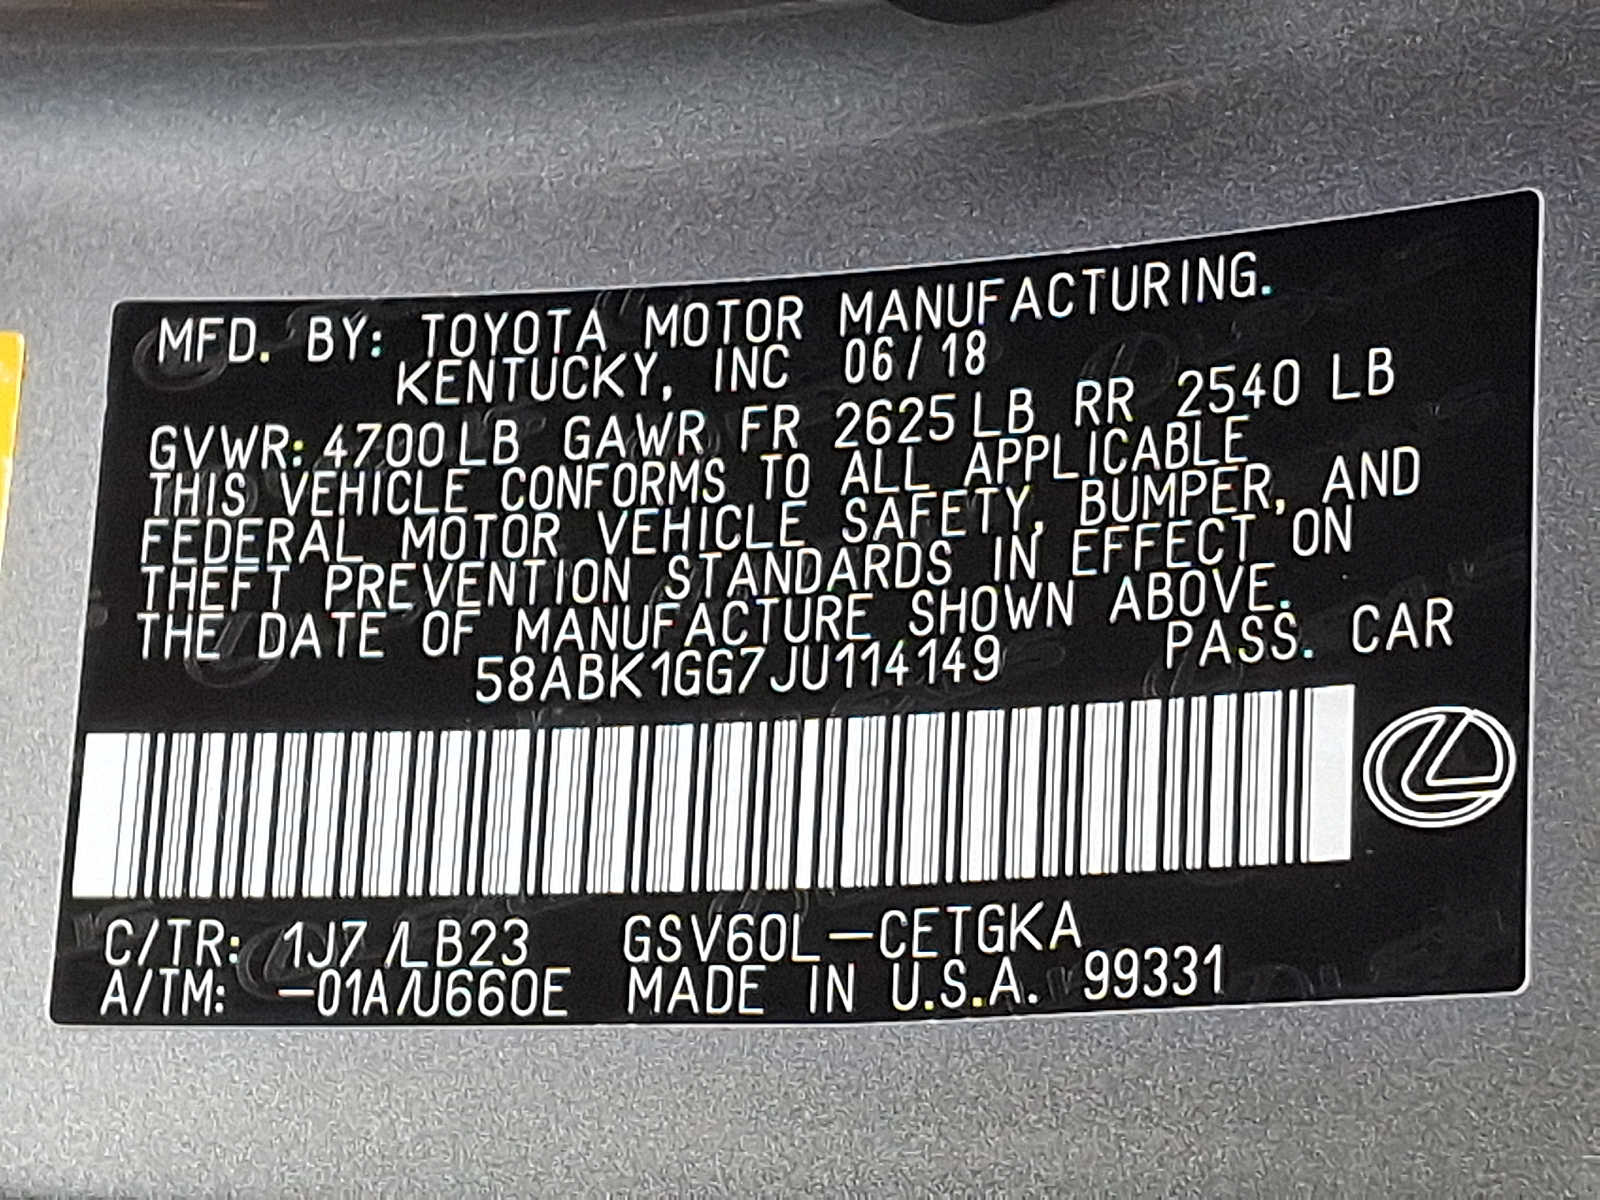 MFD. BY: TOYOTA MOTOR MANUFACTURING.
KENTUCKY, INC 06/18
GVWR: 4700LB GAWR FR 2625LB RR 2540 LB
THIS VEHICLE CONFORMS TO ALL APPLICABLE
FEDERAL MOTOR VEHICLE SAFETY, BUMPER, AND
THEFT PREVENTION STANDARDS IN EFFECT ON
THE DATE OF MANUFACTURE SHOWN ABOVE.
58ABK1GG7JU114149 PASS. CAR
C/TR: 1J7 /LB23 GSV60L-CETGKA
A/TM: -01A/U660E MADE IN U.S.A. 99331